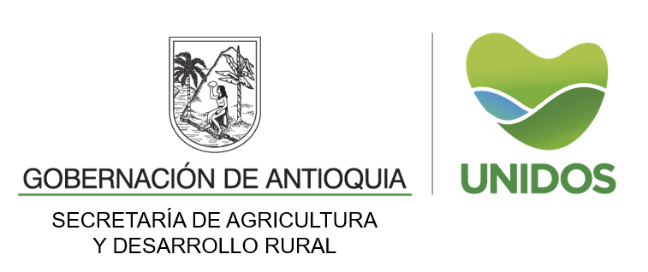 GOBERNACIÓN DE ANTIOQUIA
SECRETARÍA DE AGRICULTURA
Y DESARROLLO RURAL
UNIDOS